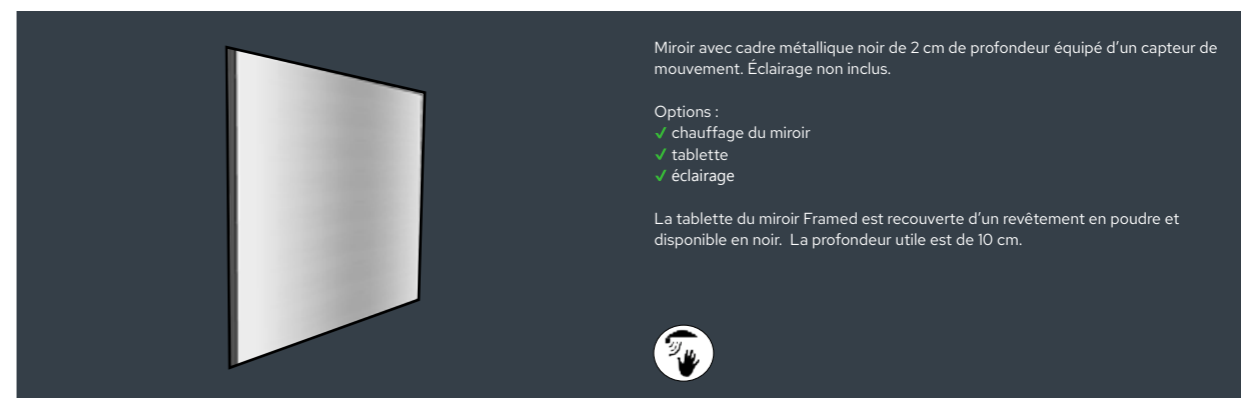 Miroir avec cadre métallique noir de 2 cm de profondeur équipé d’un capteur de
mouvement. Éclairage non inclus.
Options :
✓ chauffage du miroir
✓ tablette
✓ éclairage
La tablette du miroir Framed est recouverte d’un revêtement en poudre et
disponible en noir.  La profondeur utile est de 10 cm.